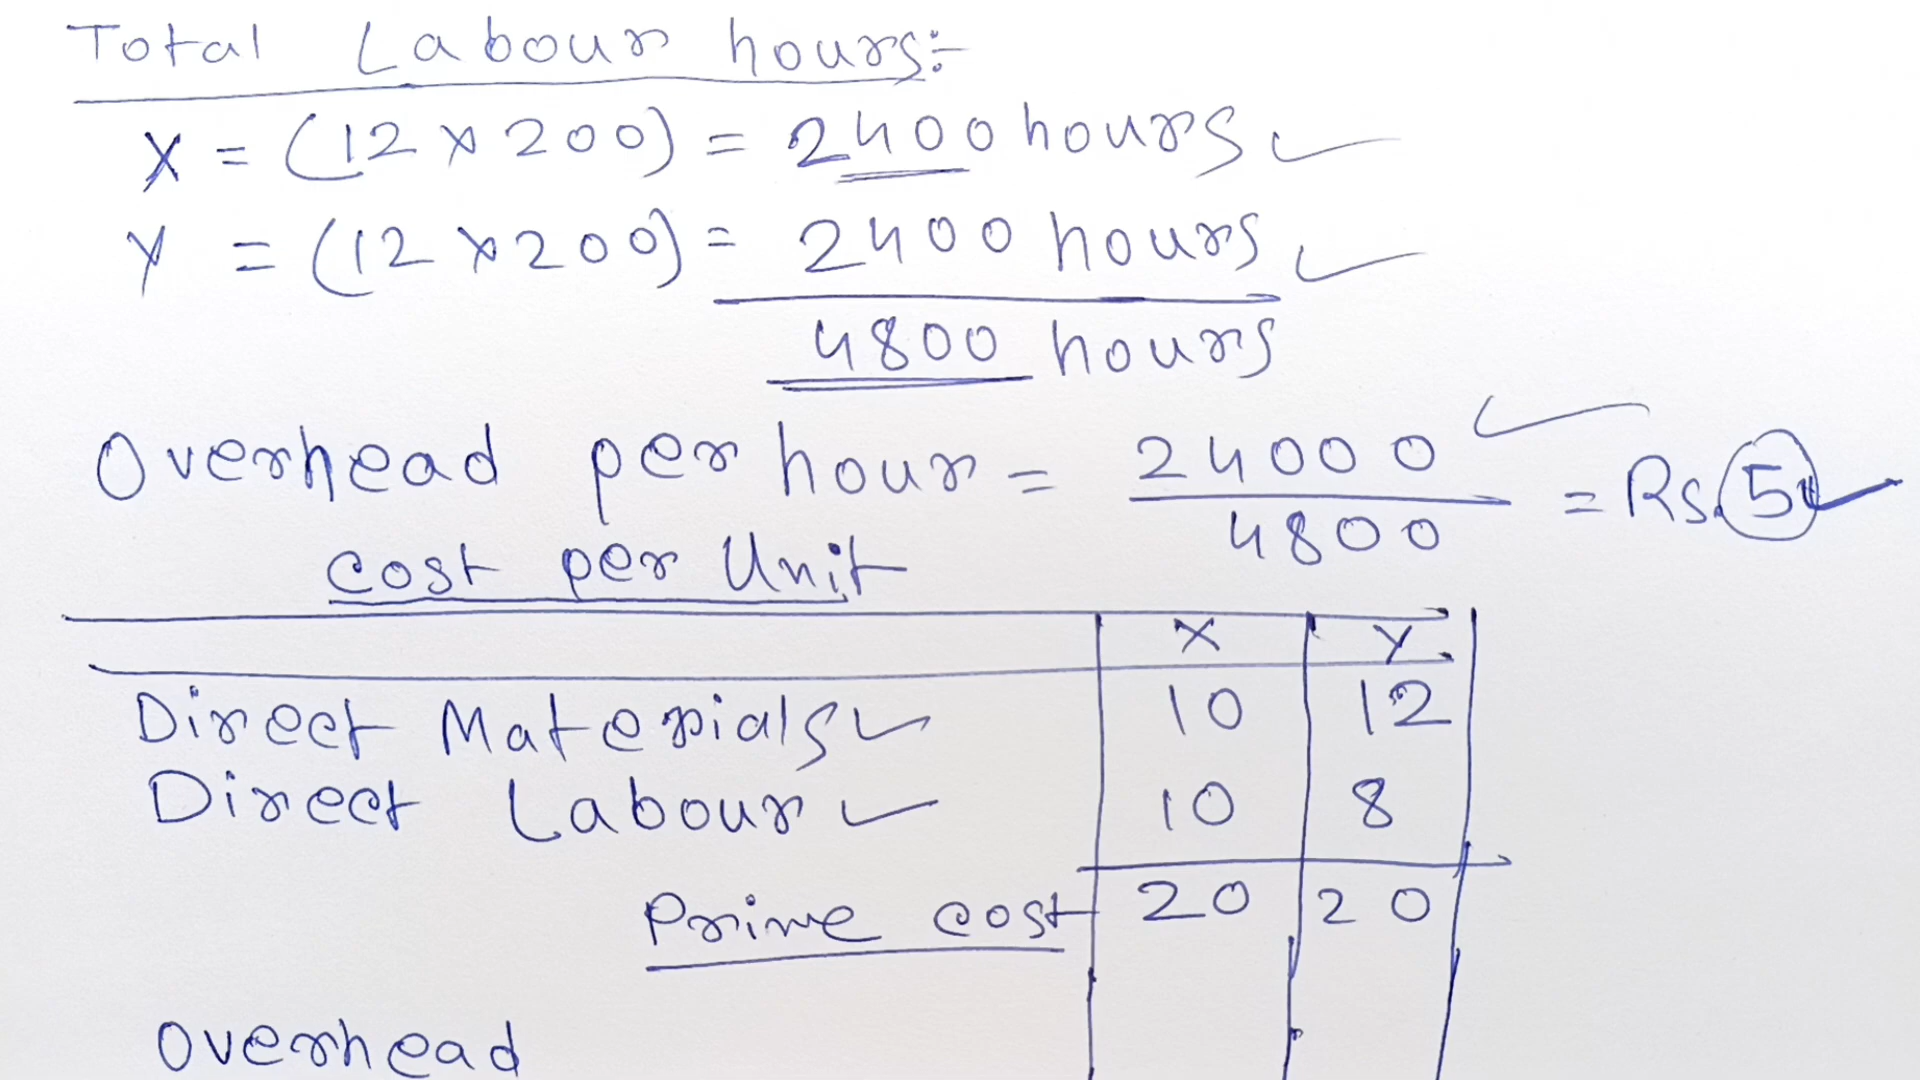 Total Labour hours:-
X = (12 × 200) = 2400 hours ✓
Y = (12 × 200) = 2400 hours ✓
4800 hours
Overhead per hour = 24000 / 4800 = Rs. 5 ✓
Cost per Unit
X Y
Direct Materials ✓ 10 12
Direct Labour ✓ 10 8
Prime cost 20 20
Overhead